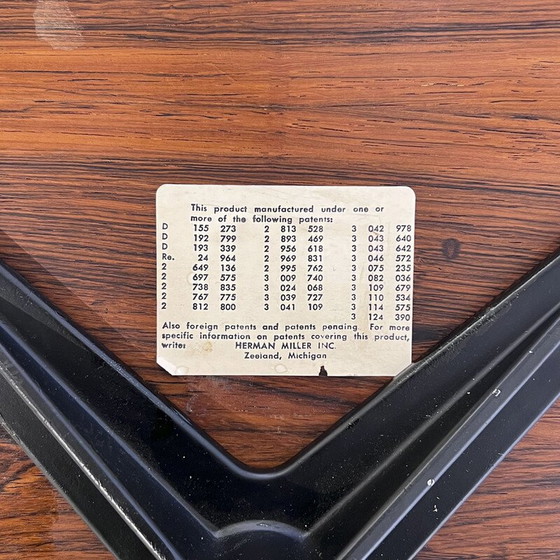 This product manufactured under one or
more of the following patents:
D 155 273 2 813 528 3 042 978
D 192 799 2 893 469 3 043 640
D 193 339 2 956 618 3 043 642
Re. 24 964 2 969 831 3 046 572
2 649 136 2 995 762 3 075 235
2 697 575 3 009 740 3 082 036
2 738 835 3 024 068 3 109 679
2 767 775 3 039 727 3 110 534
2 812 800 3 041 109 3 114 575
3 124 390
Also foreign patents and patents pending. For more
specific information on patents covering this product,
write: HERMAN MILLER INC.
Zeeland, Michigan